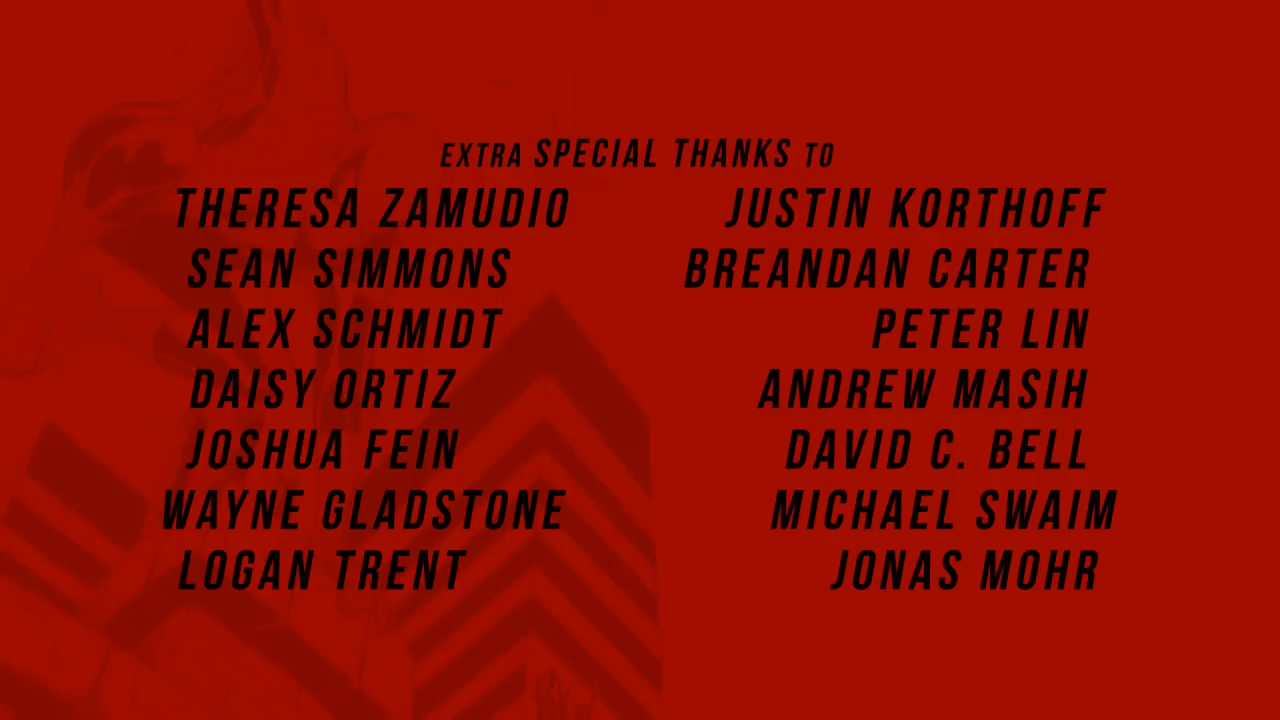 EXTRA SPECIAL THANKS TO
THERESA ZAMUDIO JUSTIN KORTHOFF
SEAN SIMMONS BREANDAN CARTER
ALEX SCHMIDT PETER LIN
DAISY ORTIZ ANDREW MASIH
JOSHUA FEIN DAVID C. BELL
WAYNE GLADSTONE MICHAEL SWAIM
LOGAN TRENT JONAS MOHR